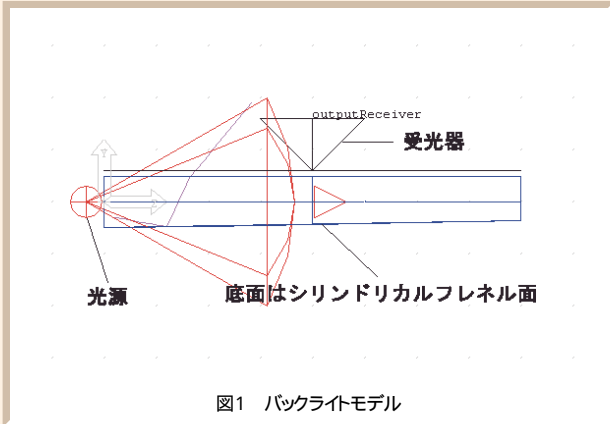 outputReceiver
受光器
光源
底面はシリンドリカルフレネル面
図1 バックライトモデル